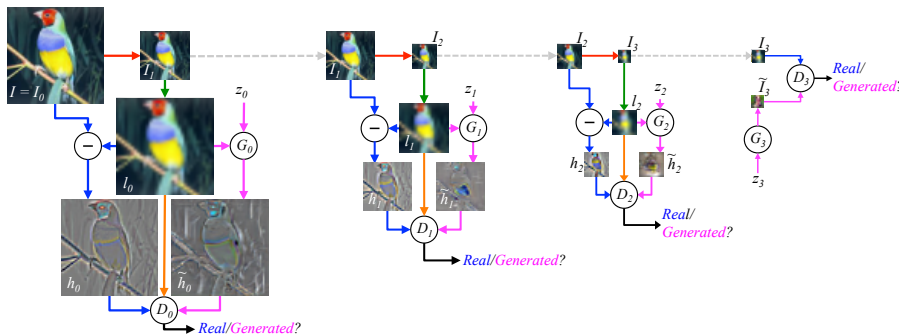 I = I₀
I₁
z₀
−
G₀
l₀
h₀
h̃₀
D₀
Real/Generated?
I₁
I₂
z₁
−
G₁
l₁
h₁
h̃₁
D₁
Real/Generated?
I₂
I₃
z₂
−
G₂
l₂
h₂
h̃₂
D₂
Real/
Generated?
I₃
Ĩ₃
D₃
Real/
Generated?
G₃
z₃